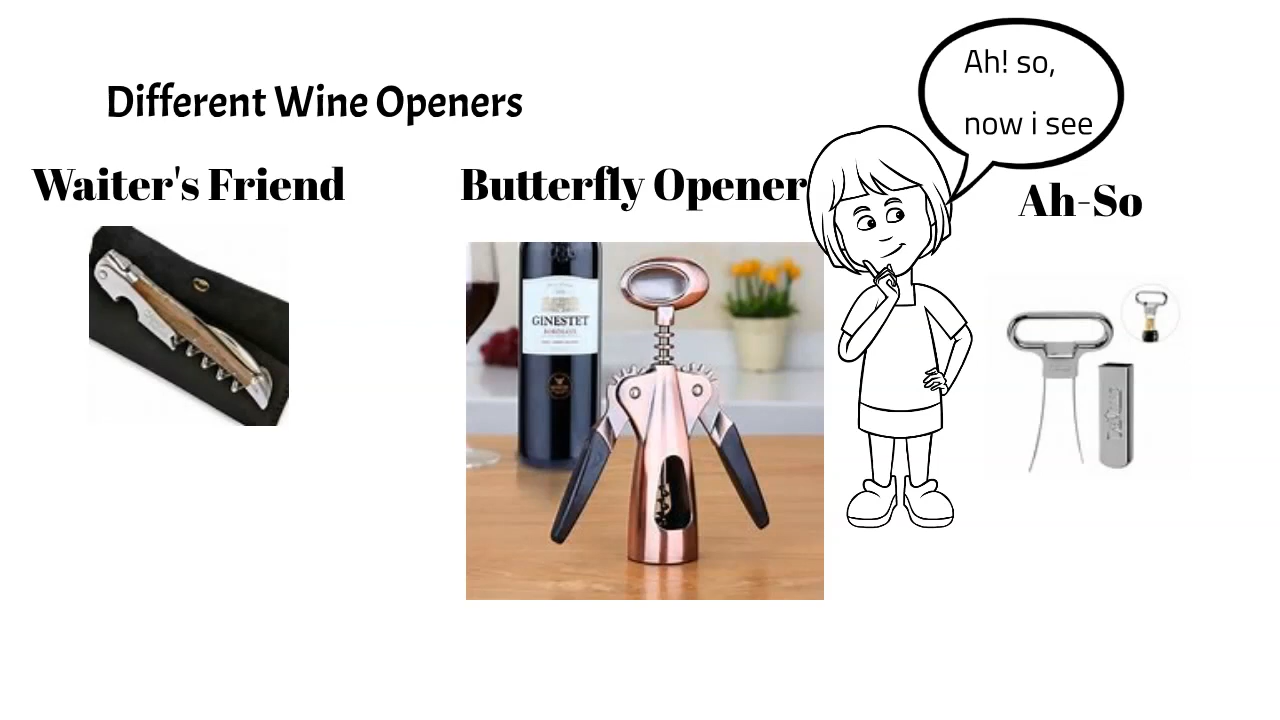 Different Wine Openers
Ah! so,
now i see
Waiter's Friend
Butterfly Opener
Ah-So
GINESTET
BORDEAUX